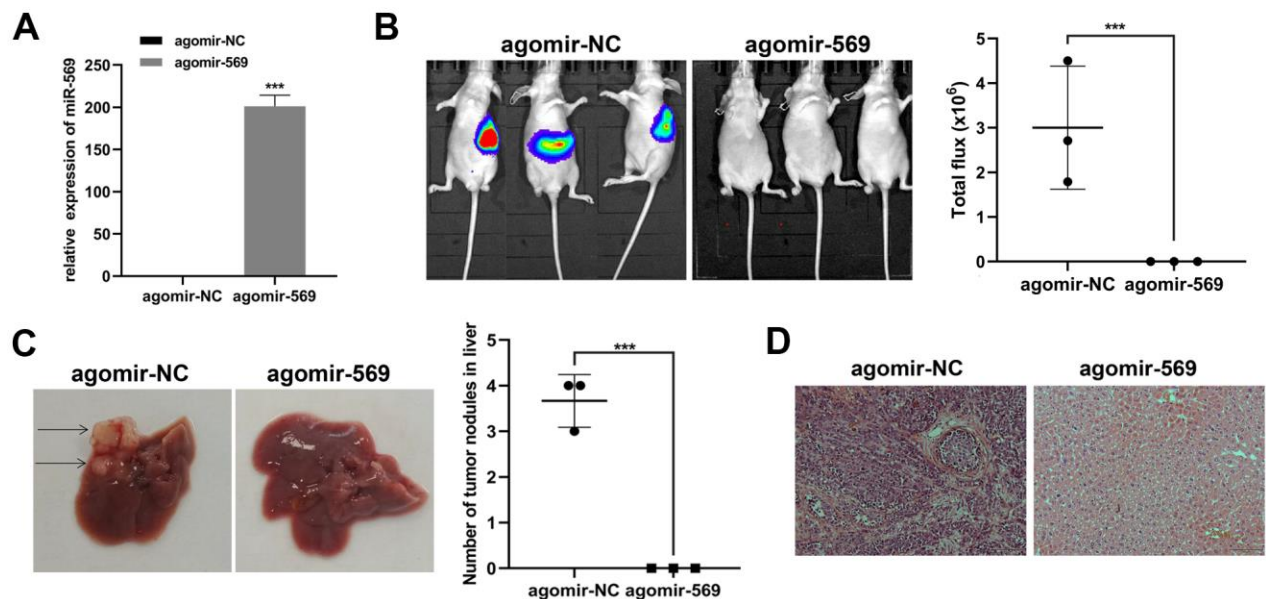 A
agomir-NC
agomir-569
relative expression of miR-569
250
200
150
100
50
0
***
agomir-NC agomir-569
B
agomir-NC agomir-569
Total flux (x10⁶)
5
4
3
2
1
0
***
agomir-NC agomir-569
C
agomir-NC agomir-569
Number of tumor nodules in liver
5
4
3
2
1
0
***
agomir-NC agomir-569
D
agomir-NC agomir-569